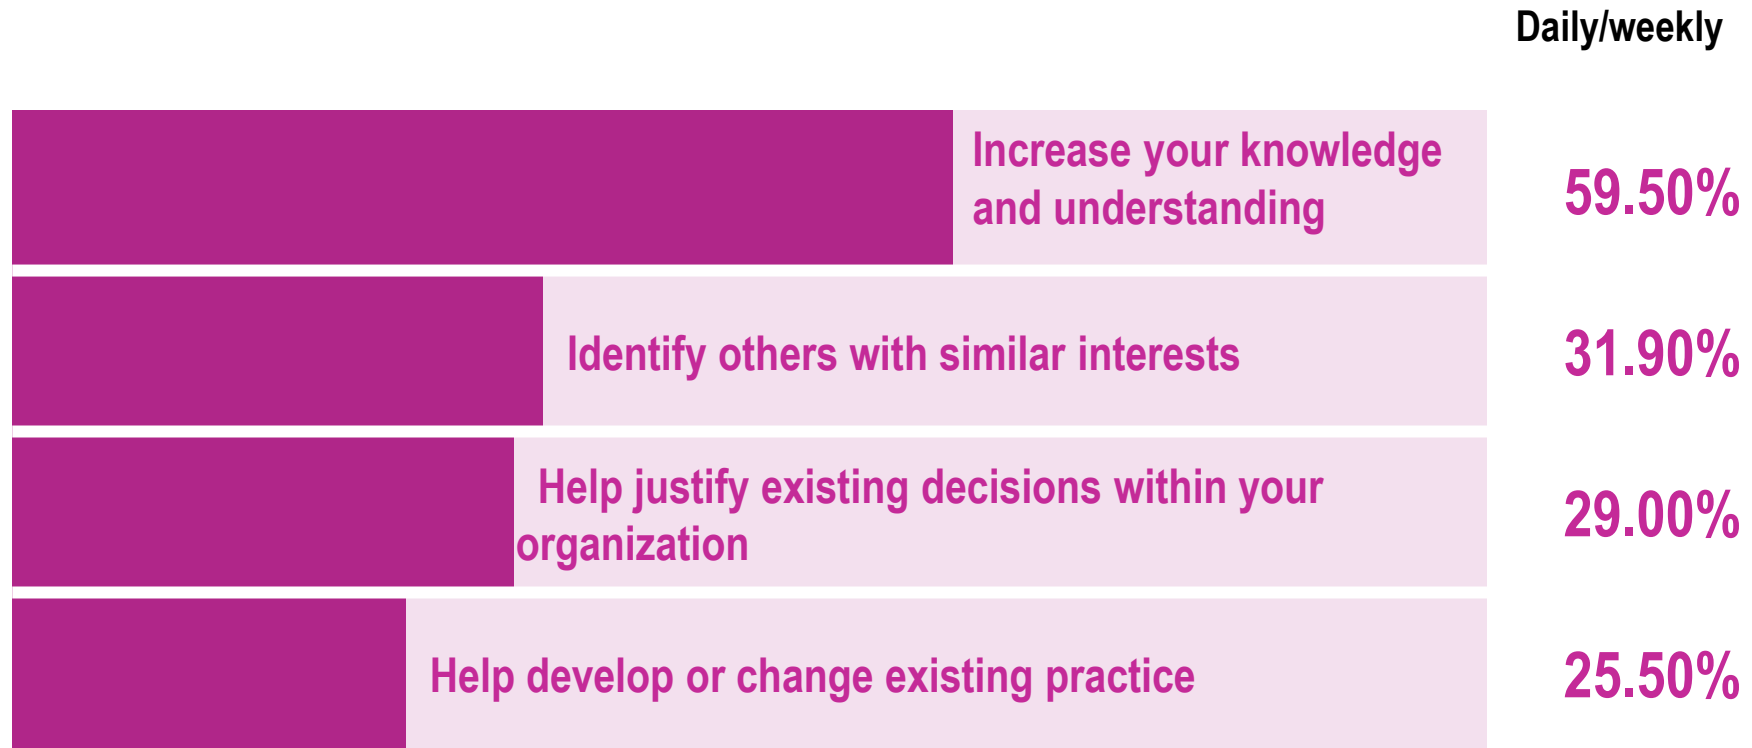 Daily/weekly
Increase your knowledge
and understanding
59.50%
Identify others with similar interests
31.90%
Help justify existing decisions within your
organization
29.00%
Help develop or change existing practice
25.50%